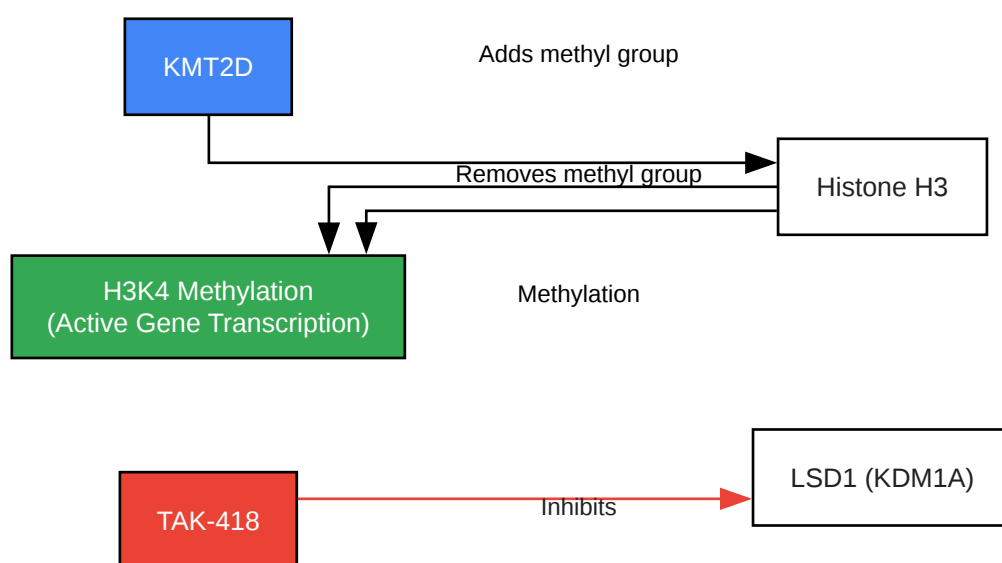 KMT2D
Adds methyl group
Removes methyl group
Histone H3
H3K4 Methylation
(Active Gene Transcription)
Methylation
LSD1 (KDM1A)
TAK-418
Inhibits